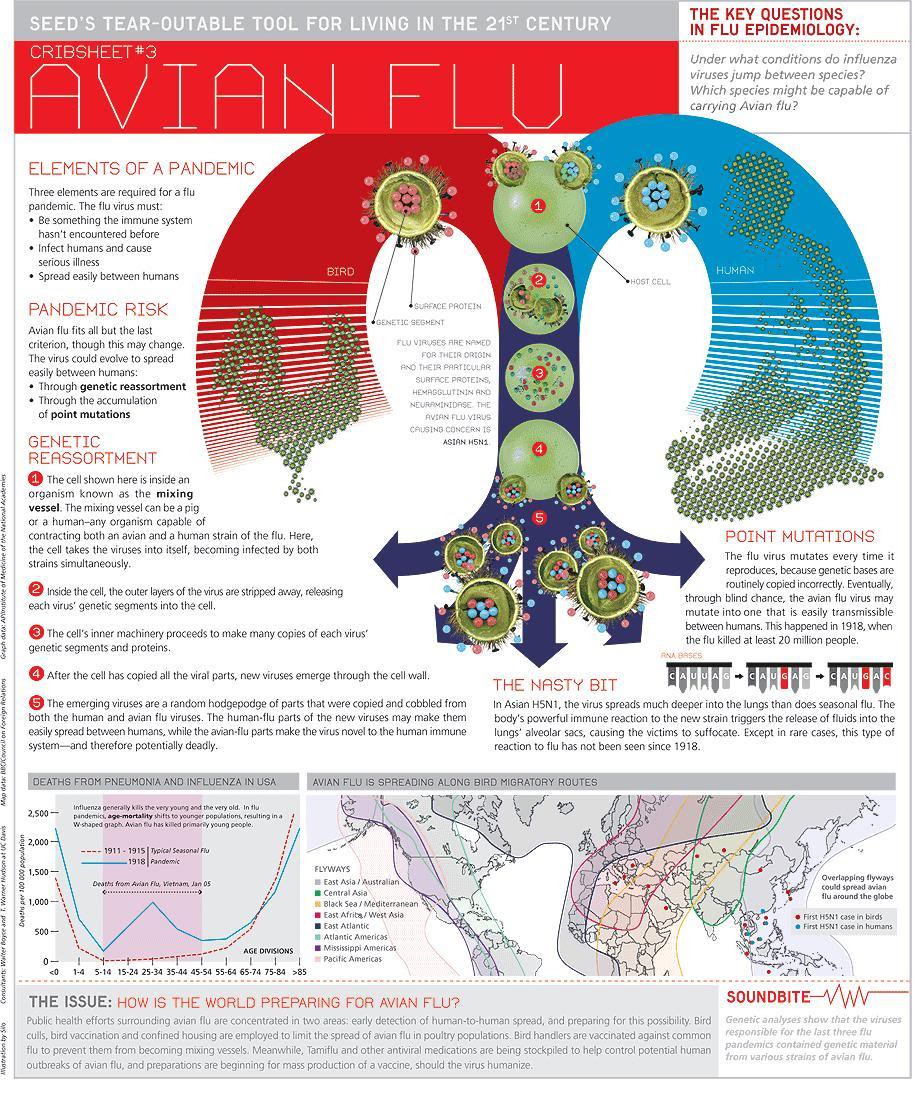 SEED'S TEAR-OUTABLE TOOL FOR LIVING IN THE 21ST CENTURY
CRIBSHEET#3
AVIAN FLU
THE KEY QUESTIONS
IN FLU EPIDEMIOLOGY:
Under what conditions do influenza
viruses jump between species?
Which species might be capable of
carrying Avian flu?
ELEMENTS OF A PANDEMIC
Three elements are required for a flu
pandemic. The flu virus must:
• Be something the immune system
hasn't encountered before
• Infect humans and cause
serious illness
• Spread easily between humans
PANDEMIC RISK
Avian flu fits all but the last
criterion, though this may change.
The virus could evolve to spread
easily between humans:
• Through genetic reassortment
• Through the accumulation
of point mutations
BIRD
HUMAN
1
2
3
4
5
HOST CELL
SURFACE PROTEIN
GENETIC SEGMENT
FLU VIRUSES ARE NAMED
FOR THEIR ORIGIN
AND THEIR PARTICULAR
SURFACE PROTEINS,
HEMAGGLUTININ AND
NEURAMINIDASE. THE
AVIAN FLU VIRUS
CAUSING CONCERN IS
ASIAN H5N1.
GENETIC
REASSORTMENT
1 The cell shown here is inside an
organism known as the mixing
vessel. The mixing vessel can be a pig
or a human–any organism capable of
contracting both an avian and a human strain of the flu. Here,
the cell takes the viruses into itself, becoming infected by both
strains simultaneously.
2 Inside the cell, the outer layers of the virus are stripped away, releasing
each virus' genetic segments into the cell.
3 The cell's inner machinery proceeds to make many copies of each virus'
genetic segments and proteins.
4 After the cell has copied all the viral parts, new viruses emerge through the cell wall.
5 The emerging viruses are a random hodgepodge of parts that were copied and cobbled from
both the human and avian flu viruses. The human-flu parts of the new viruses may make them
easily spread between humans, while the avian-flu parts make the virus novel to the human immune
system—and therefore potentially deadly.
POINT MUTATIONS
The flu virus mutates every time it
reproduces, because genetic bases are
routinely copied incorrectly. Eventually,
through blind chance, the avian flu virus may
mutate into one that is easily transmissible
between humans. This happened in 1918, when
the flu killed at least 20 million people.
RNA BASES
CAUUAG CAUGAG CAUGAC
THE NASTY BIT
In Asian H5N1, the virus spreads much deeper into the lungs than does seasonal flu. The
body's powerful immune reaction to the new strain triggers the release of fluids into the
lungs' alveolar sacs, causing the victims to suffocate. Except in rare cases, this type of
reaction to flu has not been seen since 1918.
DEATHS FROM PNEUMONIA AND INFLUENZA IN USA
Influenza generally kills the very young and the very old. In flu
pandemics, age-mortality shifts to younger populations, resulting in a
W-shaped graph. Avian flu has killed primarily young people.
1911 - 1915 Typical Seasonal Flu
1918 Pandemic
Deaths from Avian Flu, Vietnam, Jan 05
Deaths per 100 000 population
2,500
2,000
1,500
1,000
500
0
AGE DIVISIONS
<0 1-4 5-14 15-24 25-34 35-44 45-54 55-64 65-74 75-84 >85
AVIAN FLU IS SPREADING ALONG BIRD MIGRATORY ROUTES
FLYWAYS
East Asia / Australian
Central Asia
Black Sea / Mediterranean
East Africa / West Asia
East Atlantic
Atlantic Americas
Mississippi Americas
Pacific Americas
Overlapping flyways
could spread avian
flu around the globe
First H5N1 case in birds
First H5N1 case in humans
THE ISSUE: HOW IS THE WORLD PREPARING FOR AVIAN FLU?
Public health efforts surrounding avian flu are concentrated in two areas: early detection of human-to-human spread, and preparing for this possibility. Bird
culls, bird vaccination and confined housing are employed to limit the spread of avian flu in poultry populations. Bird handlers are vaccinated against common
flu to prevent them from becoming mixing vessels. Meanwhile, Tamiflu and other antiviral medications are being stockpiled to help control potential human
outbreaks of avian flu, and preparations are beginning for mass production of a vaccine, should the virus humanize.
SOUNDBITE
Genetic analyses show that the viruses
responsible for the last three flu
pandemics contained genetic material
from various strains of avian flu.
Illustration by Silo
Consultants: Walter Boyce and T. Warner Hudson at UC Davis
Map data: BBC/Council on Foreign Relations
Graph data: AP/Institute of Medicine of the National Academies